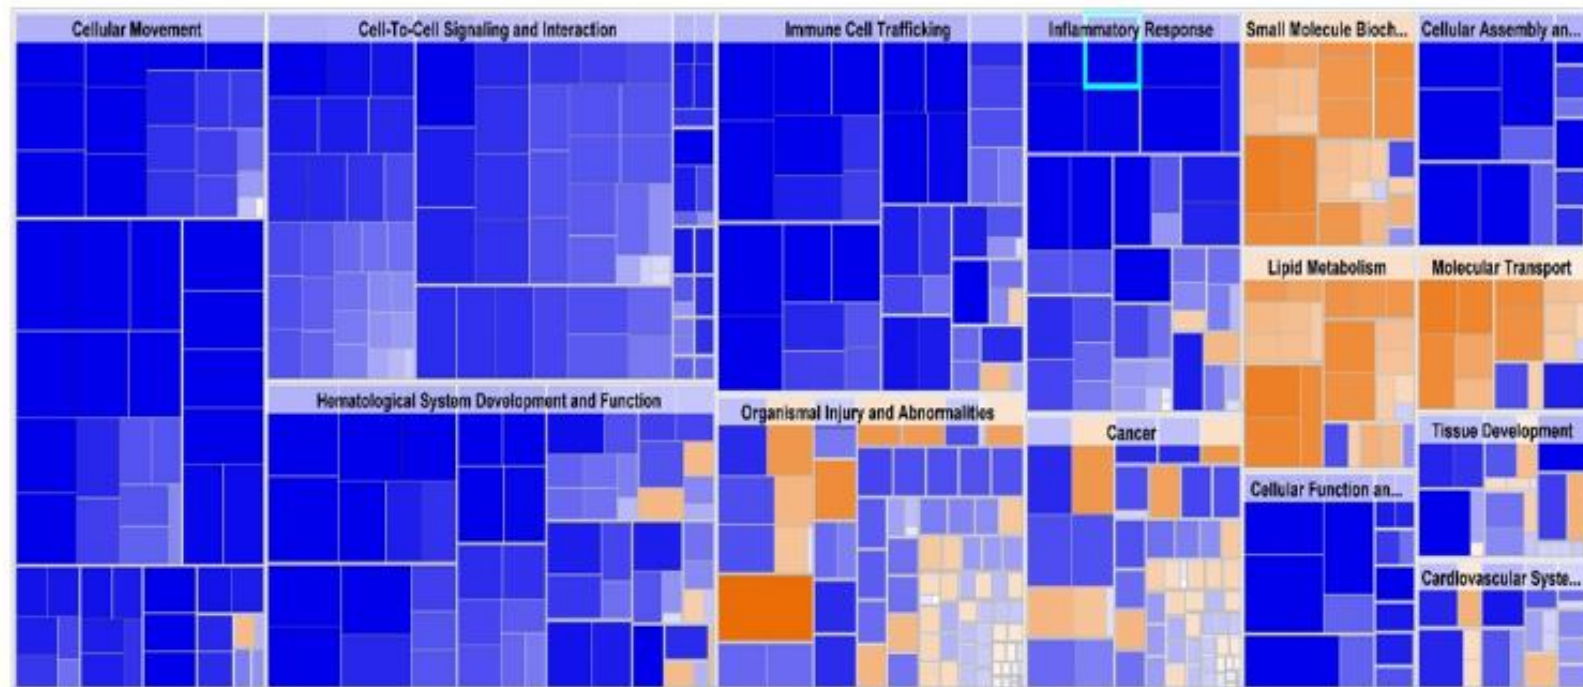 Cellular Movement
Cell-To-Cell Signaling and Interaction
Immune Cell Trafficking
Inflammatory Response
Small Molecule Bioch...
Cellular Assembly an...
Lipid Metabolism
Molecular Transport
Hematological System Development and Function
Organismal Injury and Abnormalities
Cancer
Tissue Development
Cellular Function an...
Cardiovascular Syste...